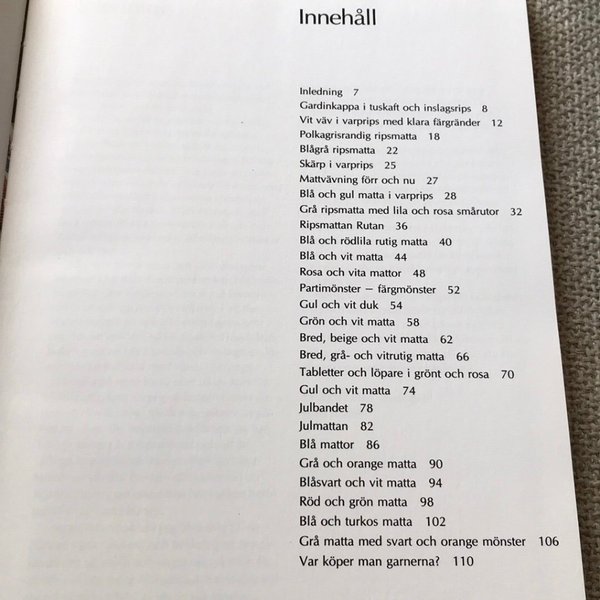 Innehåll
Inledning 7
Gardinkappa i tuskaft och inslagsrips 8
Vit väv i varprips med klara färgränder 12
Polkagrisrandig ripsmatta 18
Blågrå ripsmatta 22
Skärp i varprips 25
Mattvävning förr och nu 27
Blå och gul matta i varprips 28
Grå ripsmatta med lila och rosa smårutor 32
Ripsmattan Rutan 36
Blå och rödlila rutig matta 40
Blå och vit matta 44
Rosa och vita mattor 48
Partimönster – färgmönster 52
Gul och vit duk 54
Grön och vit matta 58
Bred, beige och vit matta 62
Bred, grå- och vitrutig matta 66
Tabletter och löpare i grönt och rosa 70
Gul och vit matta 74
Julbandet 78
Julmattan 82
Blå mattor 86
Grå och orange matta 90
Blåsvart och vit matta 94
Röd och grön matta 98
Blå och turkos matta 102
Grå matta med svart och orange mönster 106
Var köper man garnerna? 110